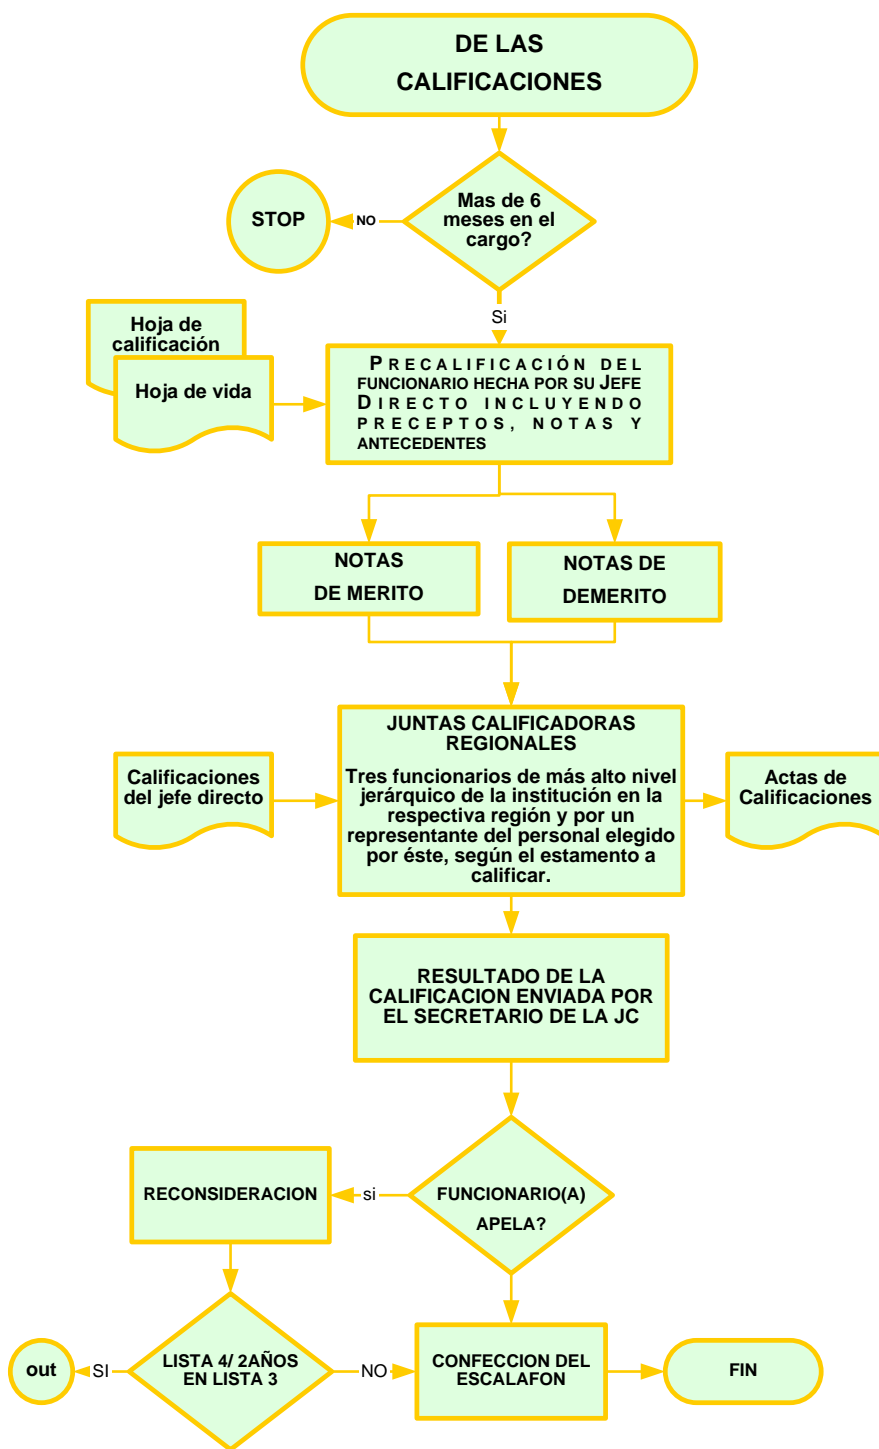 DE LAS
CALIFICACIONES
Mas de 6
meses en el
cargo?
NO
STOP
Si
Hoja de
calificación
Hoja de vida
PRECALIFICACIÓN DEL
FUNCIONARIO HECHA POR SU JEFE
DIRECTO INCLUYENDO
PRECEPTOS, NOTAS Y
ANTECEDENTES
NOTAS
DE MERITO
NOTAS DE
DEMERITO
JUNTAS CALIFICADORAS
REGIONALES
Tres funcionarios de más alto nivel
jerárquico de la institución en la
respectiva región y por un
representante del personal elegido
por éste, según el estamento a
calificar.
Calificaciones
del jefe directo
Actas de
Calificaciones
RESULTADO DE LA
CALIFICACION ENVIADA POR
EL SECRETARIO DE LA JC
FUNCIONARIO(A)
APELA?
si
RECONSIDERACION
LISTA 4/ 2AÑOS
EN LISTA 3
SI
out
NO
CONFECCION DEL
ESCALAFON
FIN